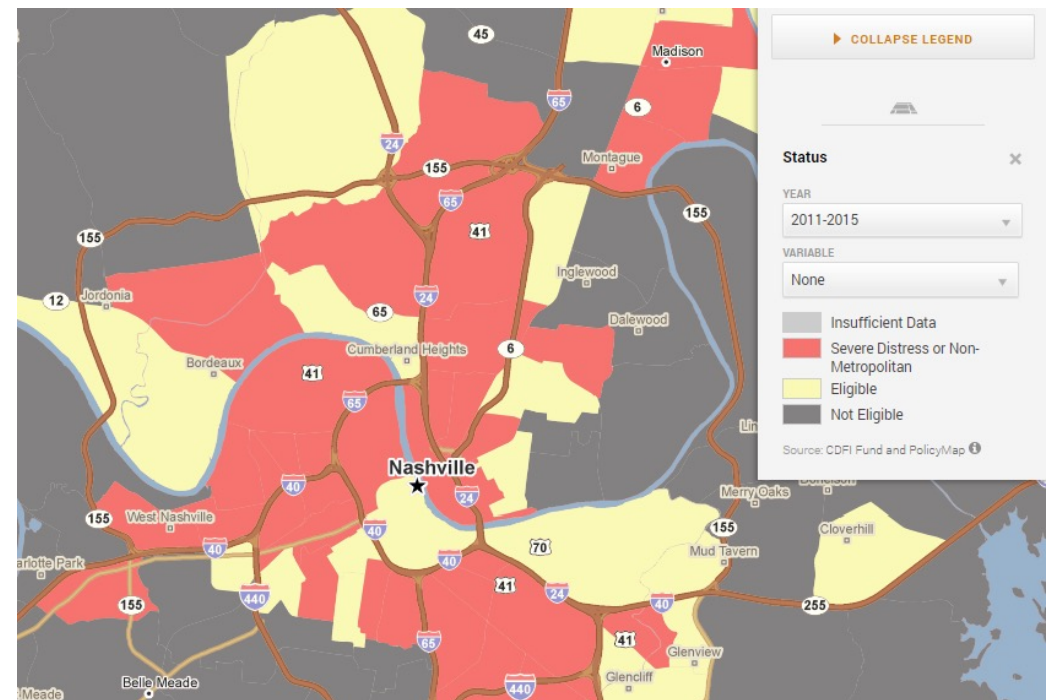 45
Madison
65
6
24
Montague
155
65
155
41
155
Inglewood
12
Jordonia
24
65
Dalewood
Cumberland Heights
6
Bordeaux
41
65
Nashville
40
24
Merry Oaks
155
West Nashville
155
40
40
70
Mud Tavern
Cloverhill
arlotte Park
40
40
41
24
155
440
40
255
65
41
Glenview
Glencliff
Belle Meade
440
Meade
COLLAPSE LEGEND
Status
YEAR
2011-2015
VARIABLE
None
Insufficient Data
Severe Distress or Non-
Metropolitan
Eligible
Not Eligible
Source: CDFI Fund and PolicyMap